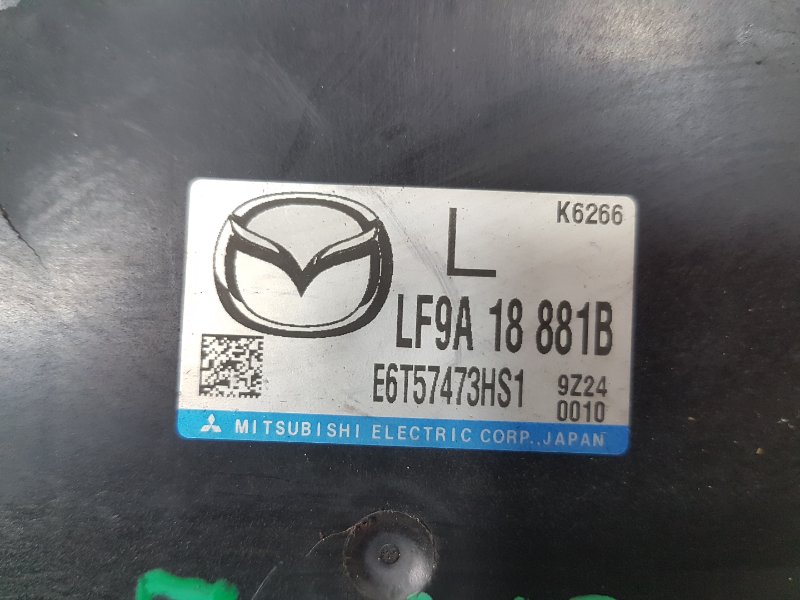 K6266
L
LF9A 18 881B
E6T57473HS1 9Z24
0010
MITSUBISHI ELECTRIC CORP., JAPAN